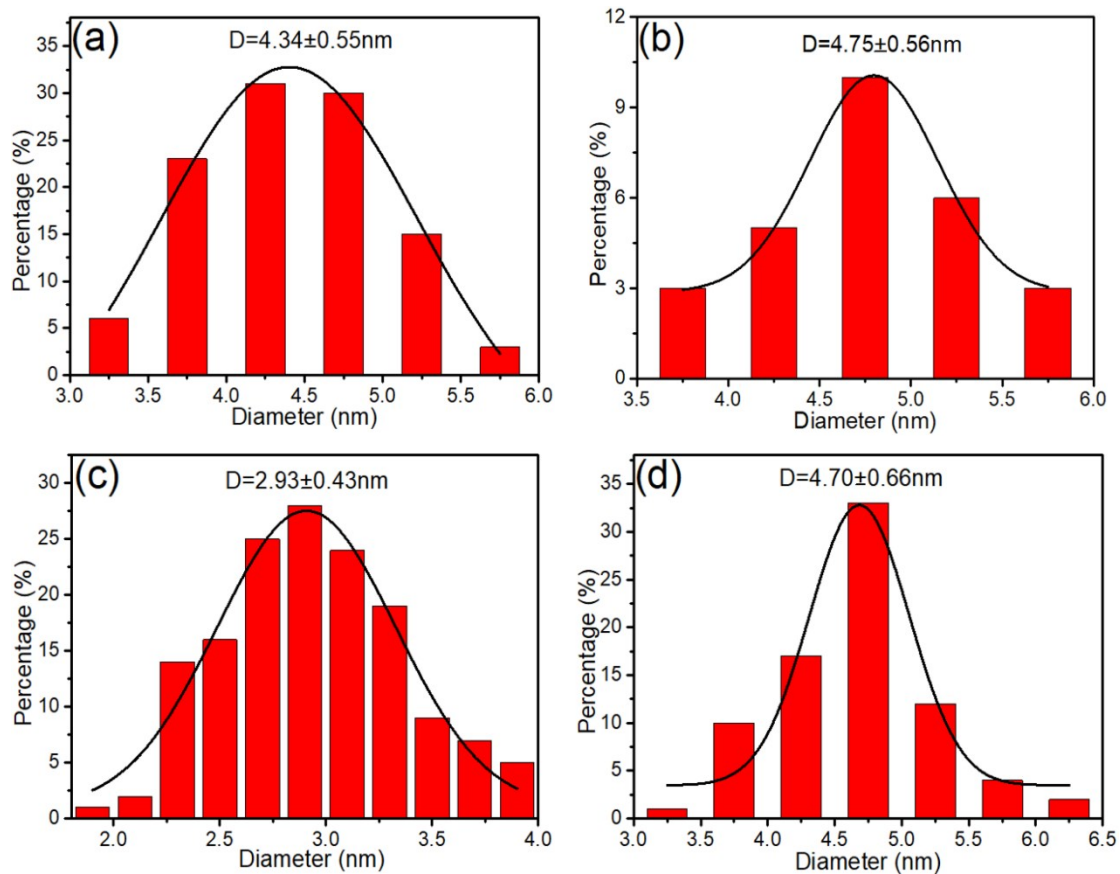 (a)
D=4.34±0.55nm
Percentage (%)
35
30
25
20
15
10
5
0
3.0 3.5 4.0 4.5 5.0 5.5 6.0
Diameter (nm)
(b)
D=4.75±0.56nm
Percentage (%)
12
9
6
3
0
3.5 4.0 4.5 5.0 5.5 6.0
Diameter (nm)
(c)
D=2.93±0.43nm
Percentage (%)
30
25
20
15
10
5
0
2.0 2.5 3.0 3.5 4.0
Diameter (nm)
(d)
D=4.70±0.66nm
Percentage (%)
35
30
25
20
15
10
5
0
3.0 3.5 4.0 4.5 5.0 5.5 6.0 6.5
Diameter (nm)